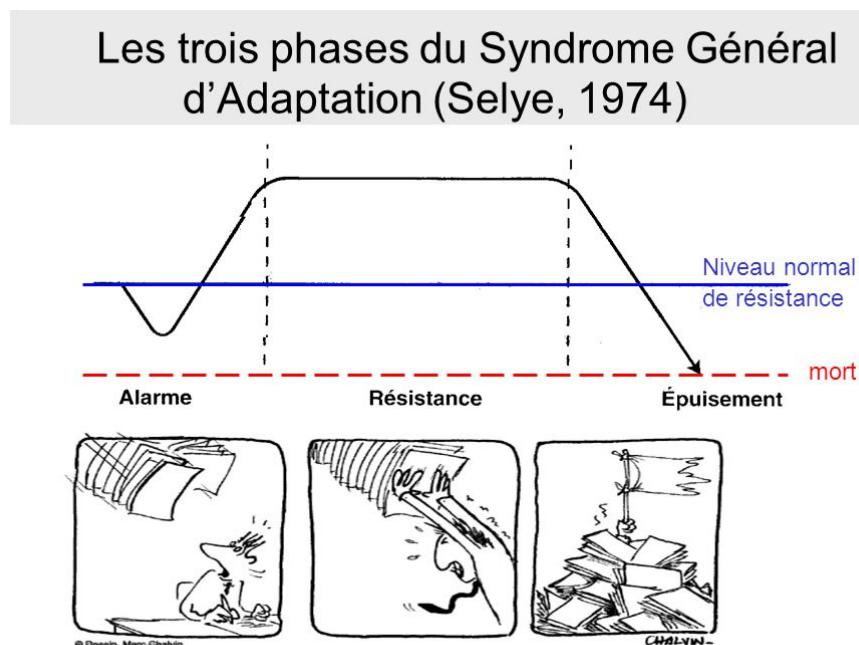 Les trois phases du Syndrome Général
d’Adaptation (Selye, 1974)
Niveau normal
de résistance
mort
Alarme
Résistance
Épuisement
© Dessin, Marc Chalvin
CHALVIN-